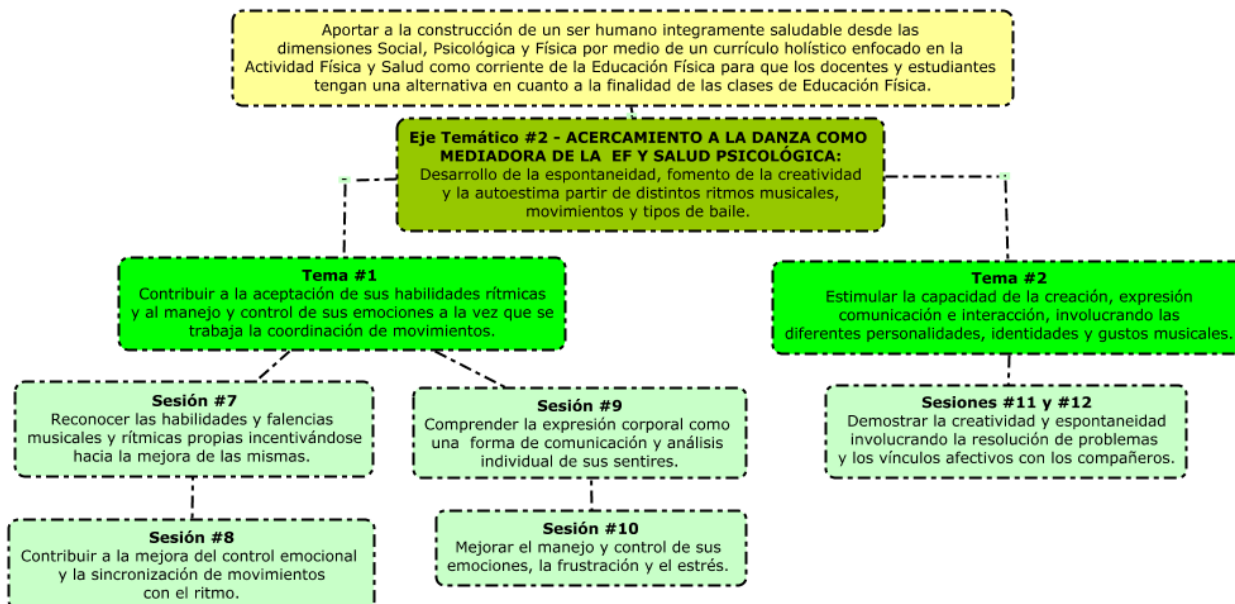 Aportar a la construcción de un ser humano integramente saludable desde las
dimensiones Social, Psicológica y Física por medio de un currículo holístico enfocado en la
Actividad Física y Salud como corriente de la Educación Física para que los docentes y estudiantes
tengan una alternativa en cuanto a la finalidad de las clases de Educación Física.
Eje Temático #2 - ACERCAMIENTO A LA DANZA COMO
MEDIADORA DE LA EF Y SALUD PSICOLÓGICA:
Desarrollo de la espontaneidad, fomento de la creatividad
y la autoestima partir de distintos ritmos musicales,
movimientos y tipos de baile.
Tema #1
Contribuir a la aceptación de sus habilidades rítmicas
y al manejo y control de sus emociones a la vez que se
trabaja la coordinación de movimientos.
Tema #2
Estimular la capacidad de la creación, expresión
comunicación e interacción, involucrando las
diferentes personalidades, identidades y gustos musicales.
Sesión #7
Reconocer las habilidades y falencias
musicales y rítmicas propias incentivándose
hacia la mejora de las mismas.
Sesión #9
Comprender la expresión corporal como
una forma de comunicación y análisis
individual de sus sentires.
Sesiones #11 y #12
Demostrar la creatividad y espontaneidad
involucrando la resolución de problemas
y los vínculos afectivos con los compañeros.
Sesión #8
Contribuir a la mejora del control emocional
y la sincronización de movimientos
con el ritmo.
Sesión #10
Mejorar el manejo y control de sus
emociones, la frustración y el estrés.